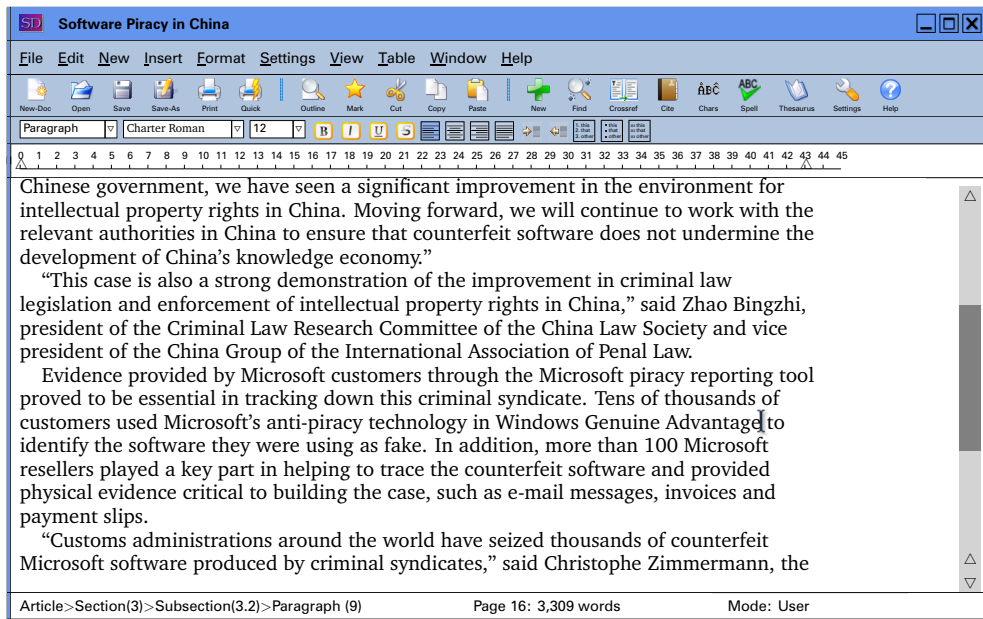 SD Software Piracy in China
File Edit New Insert Format Settings View Table Window Help
New-Doc Open Save Save-As Print Quick Outline Mark Cut Copy Paste New Find Crossref Cite Chars Spell Thesaurus Settings Help
ÂBĈ ABC
Paragraph Charter Roman 12 B I U S
0 1 2 3 4 5 6 7 8 9 10 11 12 13 14 15 16 17 18 19 20 21 22 23 24 25 26 27 28 29 30 31 32 33 34 35 36 37 38 39 40 41 42 43 44 45
Chinese government, we have seen a significant improvement in the environment for
intellectual property rights in China. Moving forward, we will continue to work with the
relevant authorities in China to ensure that counterfeit software does not undermine the
development of China’s knowledge economy.”
“This case is also a strong demonstration of the improvement in criminal law
legislation and enforcement of intellectual property rights in China,” said Zhao Bingzhi,
president of the Criminal Law Research Committee of the China Law Society and vice
president of the China Group of the International Association of Penal Law.
Evidence provided by Microsoft customers through the Microsoft piracy reporting tool
proved to be essential in tracking down this criminal syndicate. Tens of thousands of
customers used Microsoft’s anti-piracy technology in Windows Genuine Advantage to
identify the software they were using as fake. In addition, more than 100 Microsoft
resellers played a key part in helping to trace the counterfeit software and provided
physical evidence critical to building the case, such as e-mail messages, invoices and
payment slips.
“Customs administrations around the world have seized thousands of counterfeit
Microsoft software produced by criminal syndicates,” said Christophe Zimmermann, the
Article>Section(3)>Subsection(3.2)>Paragraph (9) Page 16: 3,309 words Mode: User